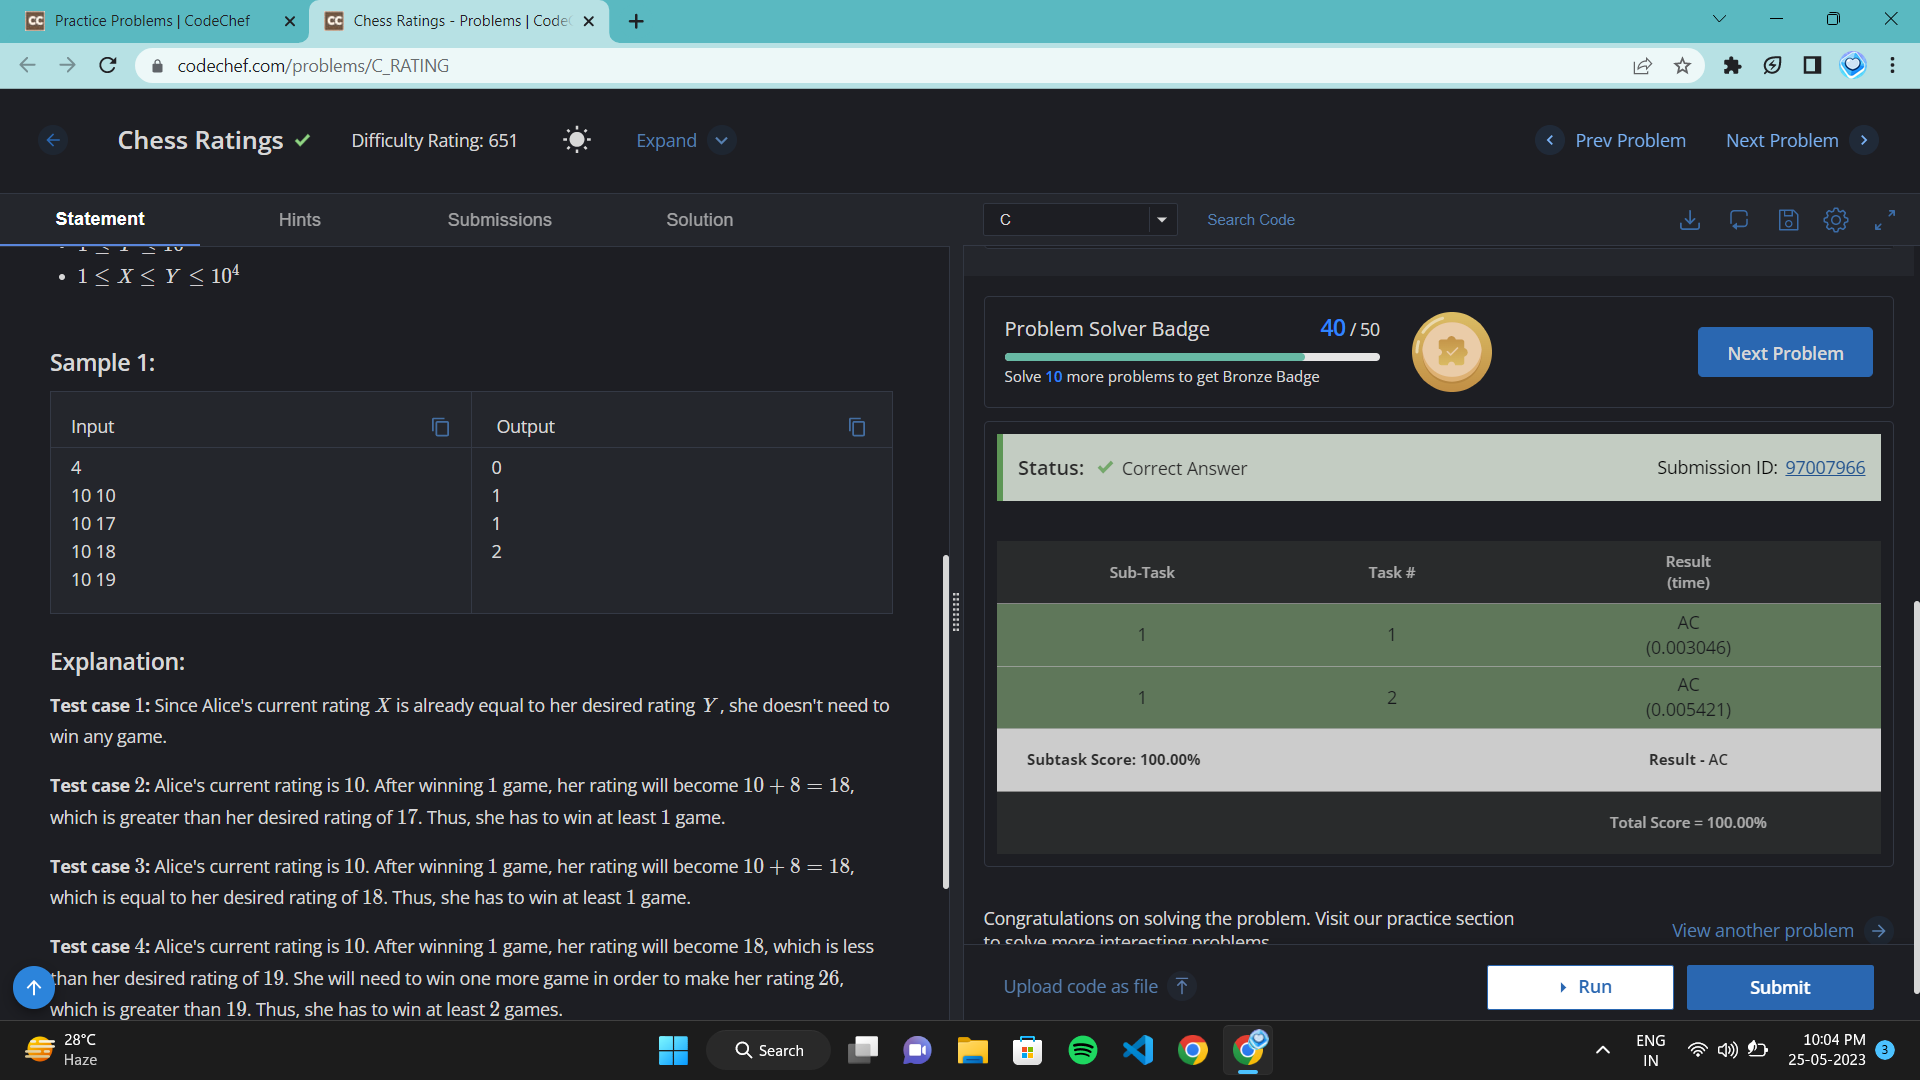 Practice Problems | CodeChef
Chess Ratings - Problems | Code
codechef.com/problems/C_RATING
Chess Ratings
Difficulty Rating: 651
Expand
Prev Problem
Next Problem
Statement
Hints
Submissions
Solution
C
Search Code
• 1 ≤ X ≤ Y ≤ 10⁴
Sample 1:
Input
Output
4
10 10
10 17
10 18
10 19
0
1
1
2
Explanation:
Test case 1: Since Alice's current rating X is already equal to her desired rating Y, she doesn't need to
win any game.
Test case 2: Alice's current rating is 10. After winning 1 game, her rating will become 10 + 8 = 18,
which is greater than her desired rating of 17. Thus, she has to win at least 1 game.
Test case 3: Alice's current rating is 10. After winning 1 game, her rating will become 10 + 8 = 18,
which is equal to her desired rating of 18. Thus, she has to win at least 1 game.
Test case 4: Alice's current rating is 10. After winning 1 game, her rating will become 18, which is less
than her desired rating of 19. She will need to win one more game in order to make her rating 26,
which is greater than 19. Thus, she has to win at least 2 games.
Problem Solver Badge
40 / 50
Solve 10 more problems to get Bronze Badge
Next Problem
Status: Correct Answer
Submission ID: 97007966
Sub-Task
Task #
Result
(time)
1
1
AC
(0.003046)
1
2
AC
(0.005421)
Subtask Score: 100.00%
Result - AC
Total Score = 100.00%
Congratulations on solving the problem. Visit our practice section
to solve more interesting problems
View another problem
Upload code as file
Run
Submit
28°C
Haze
Search
ENG
IN
10:04 PM
25-05-2023
3